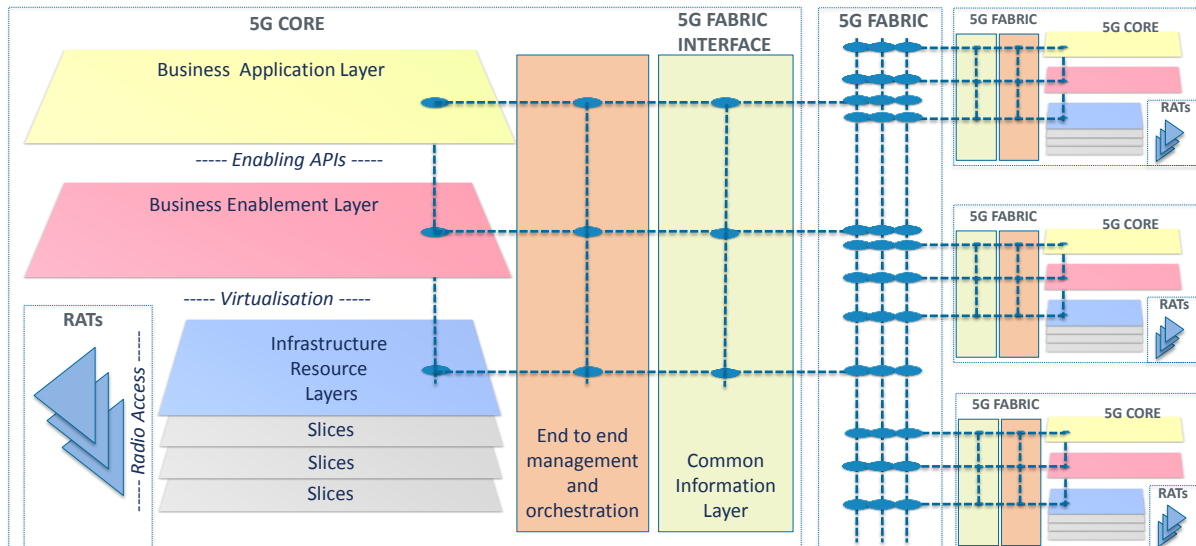 5G CORE
5G FABRIC
INTERFACE
Business  Application Layer
----- Enabling APIs -----
Business Enablement Layer
----- Virtualisation -----
RATs
----- Radio Access -----
Infrastructure
Resource
Layers
Slices
Slices
Slices
End to end
management
and
orchestration
Common
Information
Layer
5G FABRIC
5G FABRIC
5G CORE
RATs
5G FABRIC
5G CORE
RATs
5G FABRIC
5G CORE
RATs